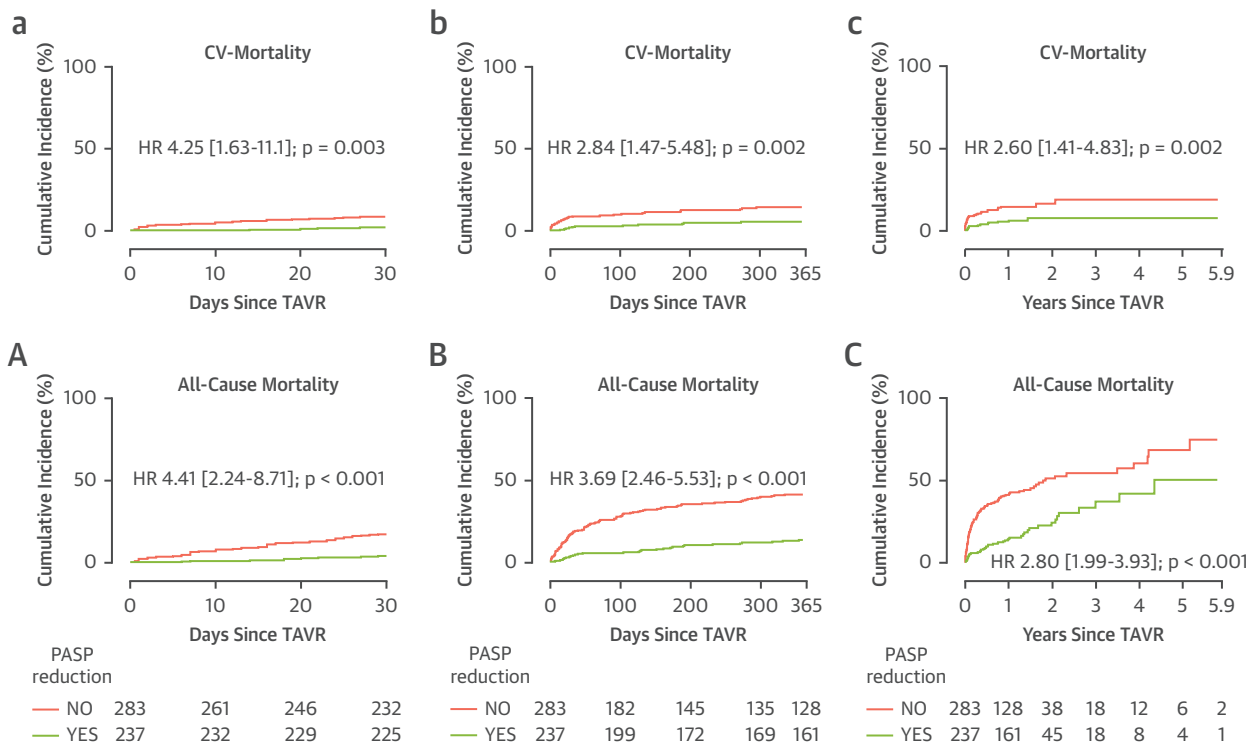 a
CV-Mortality
Cumulative Incidence (%)
100
50
0
HR 4.25 [1.63-11.1]; p = 0.003
0 10 20 30
Days Since TAVR
b
CV-Mortality
Cumulative Incidence (%)
100
50
0
HR 2.84 [1.47-5.48]; p = 0.002
0 100 200 300 365
Days Since TAVR
c
CV-Mortality
Cumulative Incidence (%)
100
50
0
HR 2.60 [1.41-4.83]; p = 0.002
0 1 2 3 4 5 5.9
Years Since TAVR
A
All-Cause Mortality
Cumulative Incidence (%)
100
50
0
HR 4.41 [2.24-8.71]; p < 0.001
0 10 20 30
Days Since TAVR
PASP
reduction
NO 283 261 246 232
YES 237 232 229 225
B
All-Cause Mortality
Cumulative Incidence (%)
100
50
0
HR 3.69 [2.46-5.53]; p < 0.001
0 100 200 300 365
Days Since TAVR
PASP
reduction
NO 283 182 145 135 128
YES 237 199 172 169 161
C
All-Cause Mortality
Cumulative Incidence (%)
100
50
0
HR 2.80 [1.99-3.93]; p < 0.001
0 1 2 3 4 5 5.9
Years Since TAVR
PASP
reduction
NO 283 128 38 18 12 6 2
YES 237 161 45 18 8 4 1